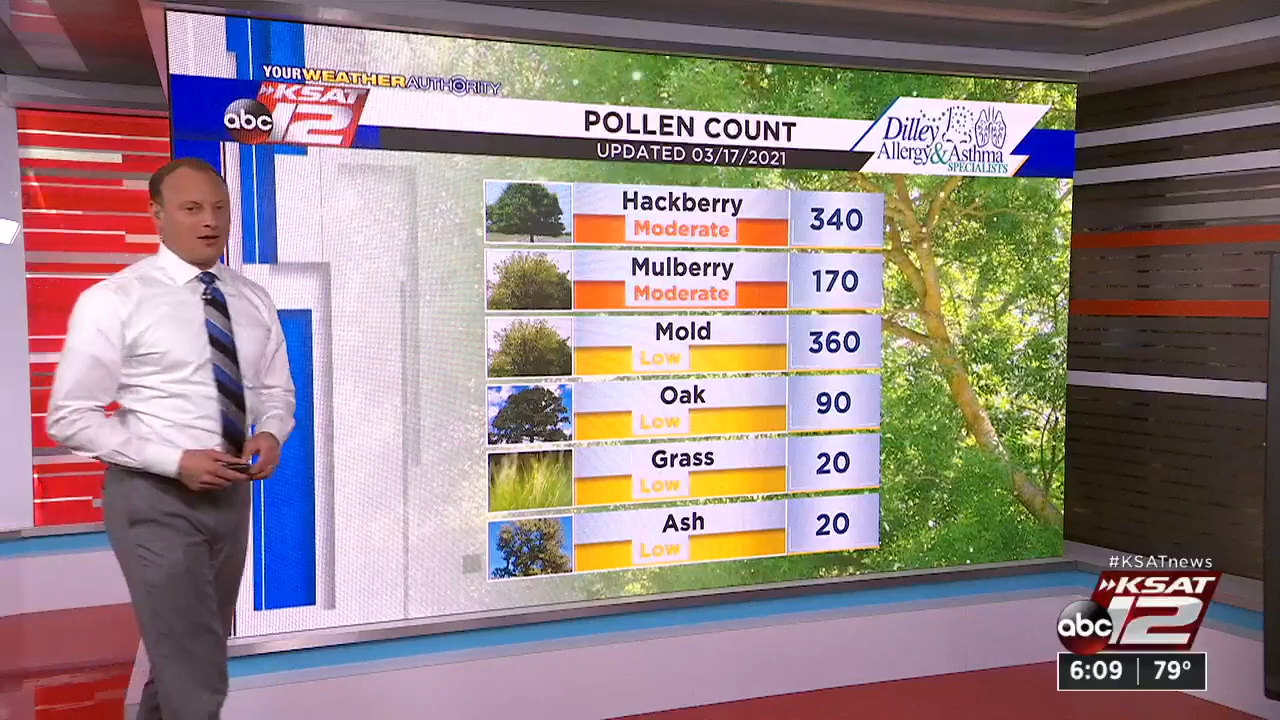 YOUR WEATHER AUTHORITY
abc KSAT 12
POLLEN COUNT
UPDATED 03/17/2021
Dilley
Allergy & Asthma
SPECIALISTS
Hackberry
Moderate
340
Mulberry
Moderate
170
Mold
Low
360
Oak
Low
90
Grass
Low
20
Ash
Low
20
#KSATnews
KSAT
abc 12
6:09 79°